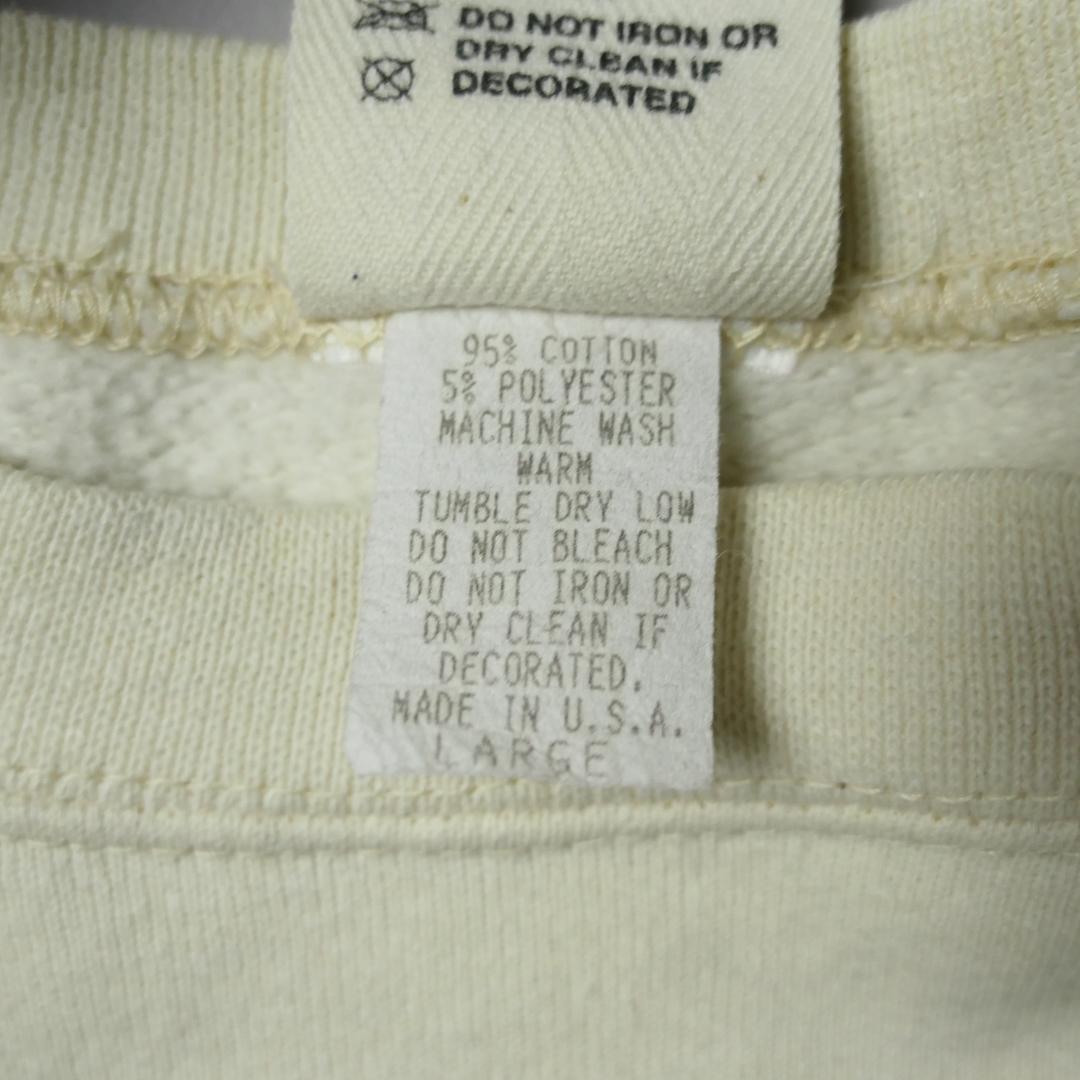 DO NOT IRON OR
DRY CLEAN IF
DECORATED
95% COTTON
5% POLYESTER
MACHINE WASH
WARM
TUMBLE DRY LOW
DO NOT BLEACH
DO NOT IRON OR
DRY CLEAN IF
DECORATED.
MADE IN U.S.A.
LARGE